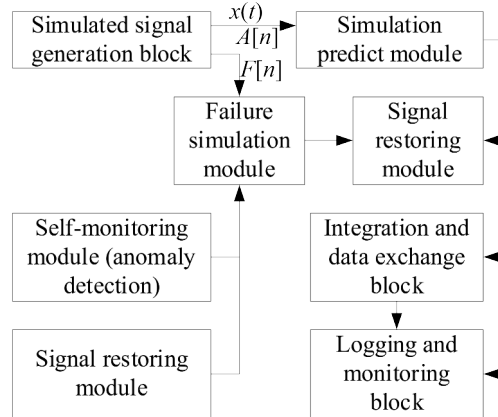 Simulated signal
generation block
x(t)
A[n]
F[n]
Simulation
predict module
Failure
simulation
module
Signal
restoring
module
Self-monitoring
module (anomaly
detection)
Integration and
data exchange
block
Signal restoring
module
Logging and
monitoring
block